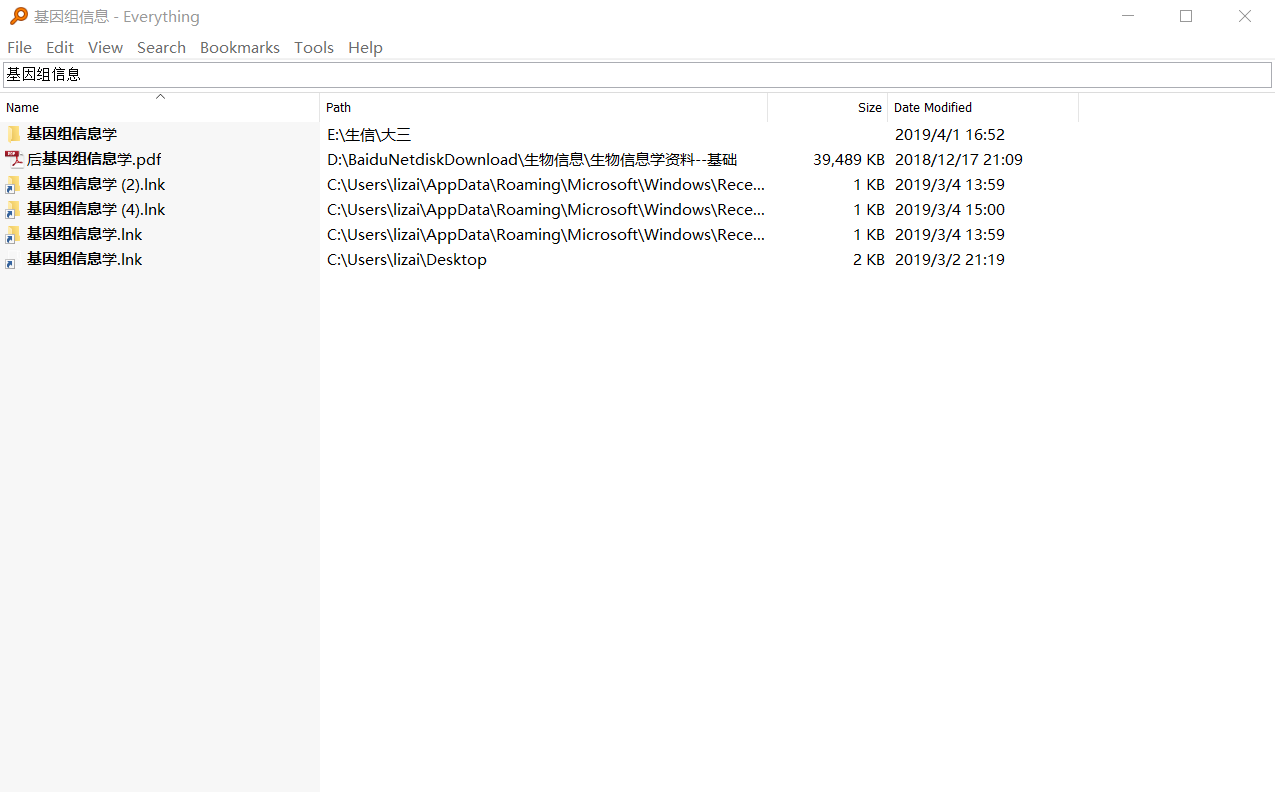 基因组信息 - Everything
File Edit View Search Bookmarks Tools Help
基因组信息
Name Path Size Date Modified
基因组信息学 E:\生信\大三 2019/4/1 16:52
后基因组信息学.pdf D:\BaiduNetdiskDownload\生物信息\生物信息学资料--基础 39,489 KB 2018/12/17 21:09
基因组信息学 (2).lnk C:\Users\lizai\AppData\Roaming\Microsoft\Windows\Rece... 1 KB 2019/3/4 13:59
基因组信息学 (4).lnk C:\Users\lizai\AppData\Roaming\Microsoft\Windows\Rece... 1 KB 2019/3/4 15:00
基因组信息学.lnk C:\Users\lizai\AppData\Roaming\Microsoft\Windows\Rece... 1 KB 2019/3/4 13:59
基因组信息学.lnk C:\Users\lizai\Desktop 2 KB 2019/3/2 21:19